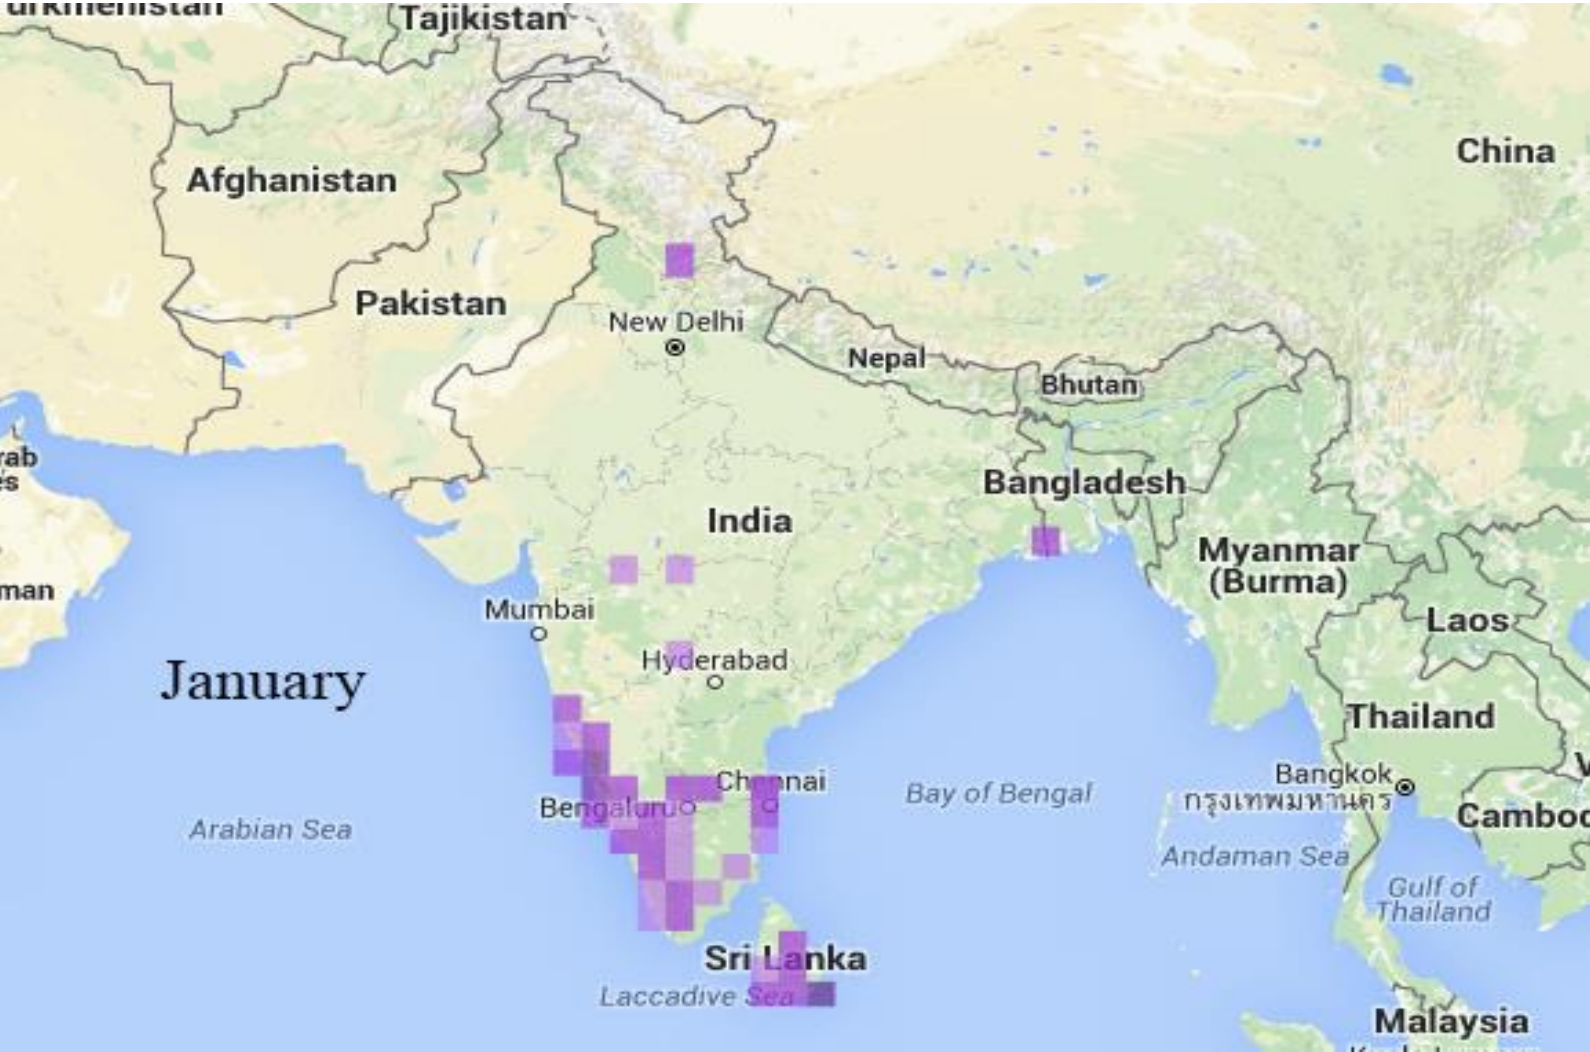 Tajikistan
China
Afghanistan
Pakistan
New Delhi
Nepal
Bhutan
Bangladesh
India
Myanmar
(Burma)
Mumbai
Laos
Hyderabad
January
Thailand
Bangkok
กรุงเทพมหานคร
Chennai
Bengaluru
Bay of Bengal
Arabian Sea
Andaman Sea
Gulf of
Thailand
Sri Lanka
Laccadive Sea
Malaysia